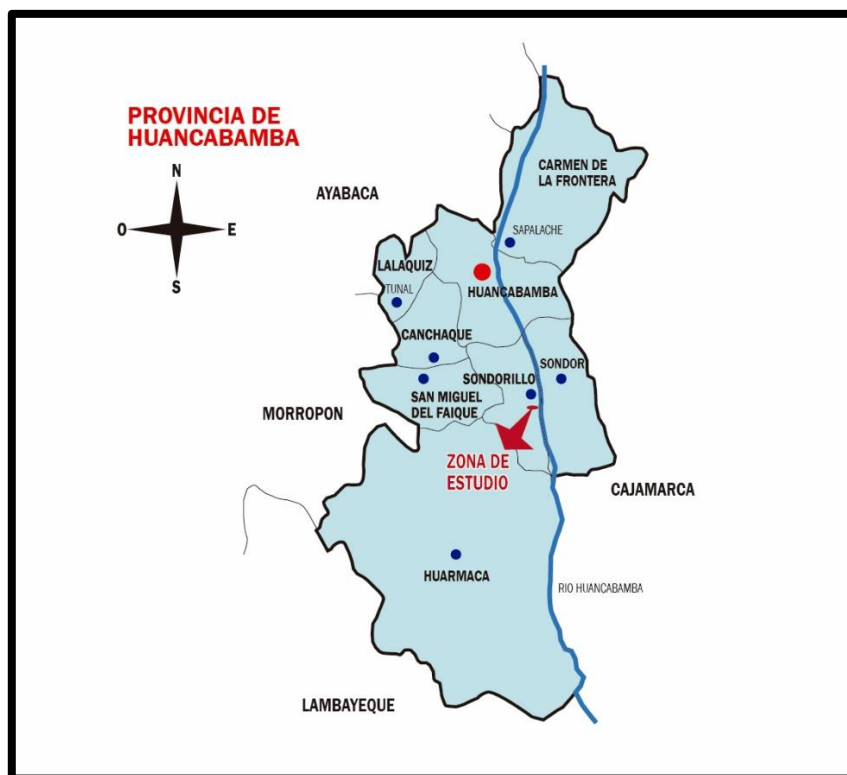 PROVINCIA DE
HUANCABAMBA
N
O
E
S
AYABACA
CARMEN DE
LA FRONTERA
SAPALACHE
LALAQUIZ
TUNAL
HUANCABAMBA
CANCHAQUE
SONDORILLO
SONDOR
SAN MIGUEL
DEL FAIQUE
MORROPON
ZONA DE
ESTUDIO
CAJAMARCA
HUARMACA
RIO HUANCABAMBA
LAMBAYEQUE